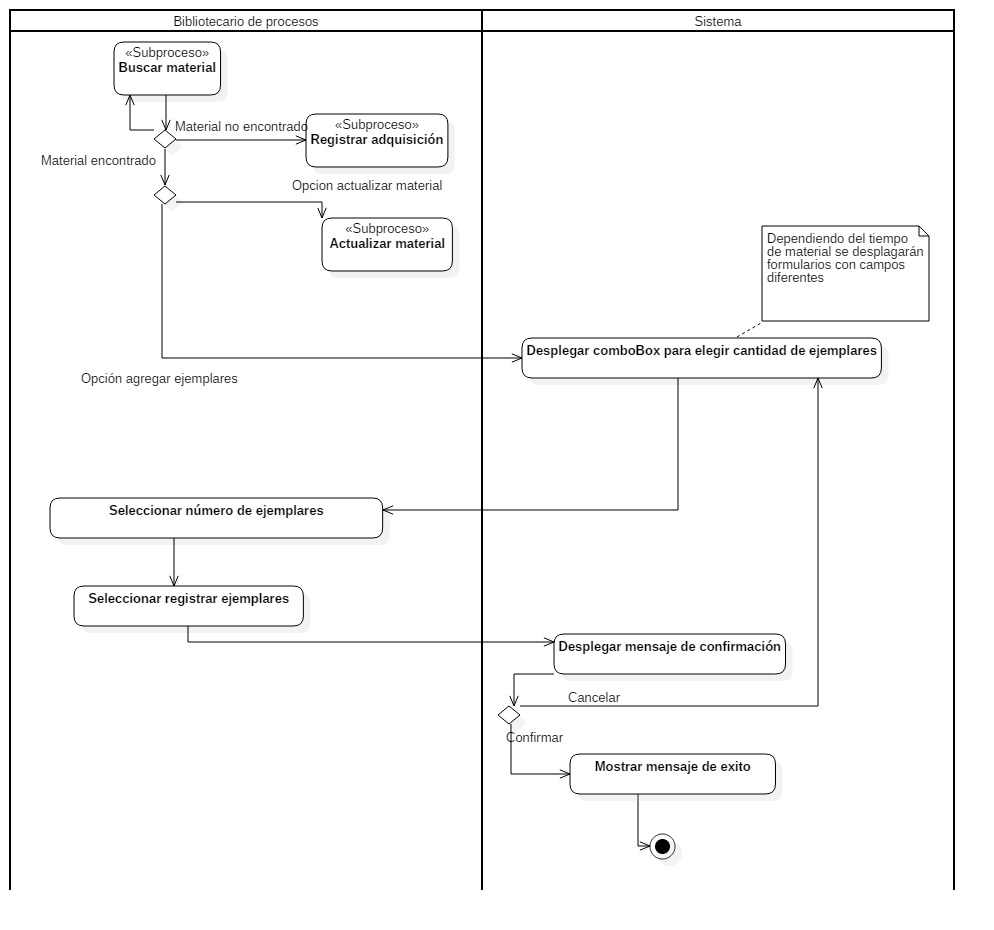 Bibliotecario de procesos
Sistema
«Subproceso»
Buscar material
Material no encontrado
«Subproceso»
Registrar adquisición
Material encontrado
Opcion actualizar material
«Subproceso»
Actualizar material
Dependiendo del tiempo
de material se desplagarán
formularios con campos
diferentes
Desplegar comboBox para elegir cantidad de ejemplares
Opción agregar ejemplares
Seleccionar número de ejemplares
Seleccionar registrar ejemplares
Desplegar mensaje de confirmación
Cancelar
Confirmar
Mostrar mensaje de exito